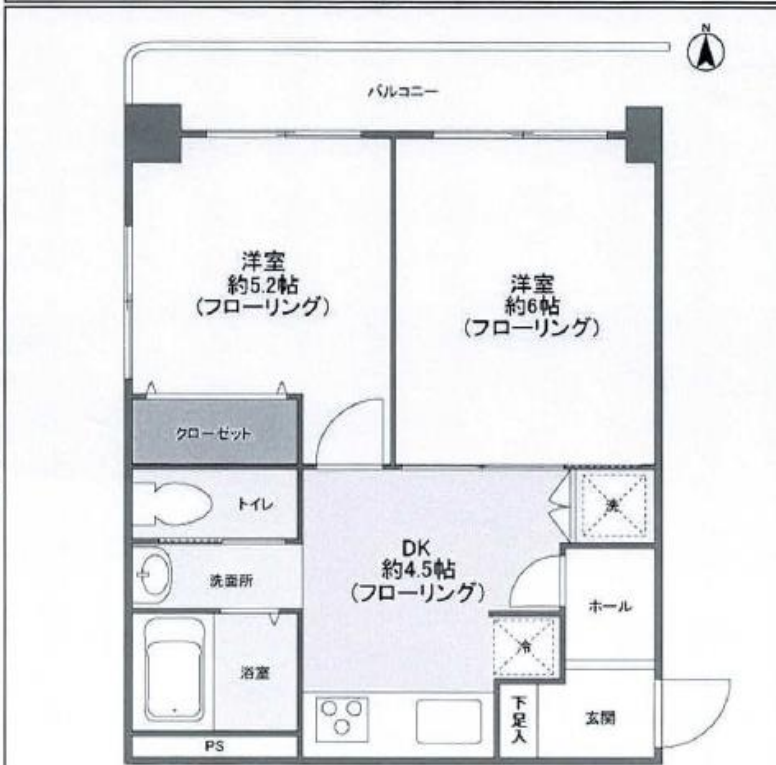 N
バルコニー
洋室
約5.2帖
(フローリング)
洋室
約6帖
(フローリング)
クローゼット
トイレ
洗
DK
約4.5帖
(フローリング)
洗面所
ホール
冷
浴室
下足入
玄関
PS